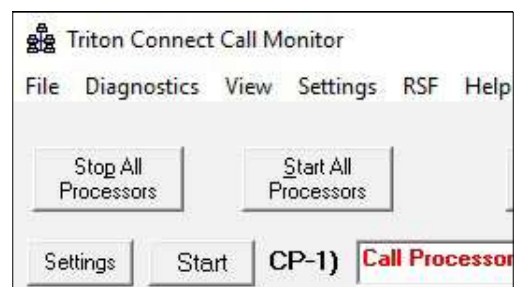 Triton Connect Call Monitor
File Diagnostics View Settings RSF Help
Stop All Start All
Processors Processors
Settings Start CP-1) Call Processor